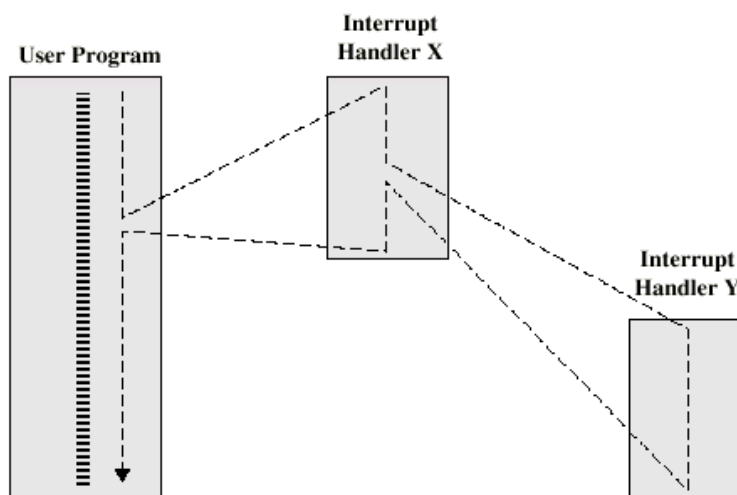 User Program
Interrupt
Handler X
Interrupt
Handler Y